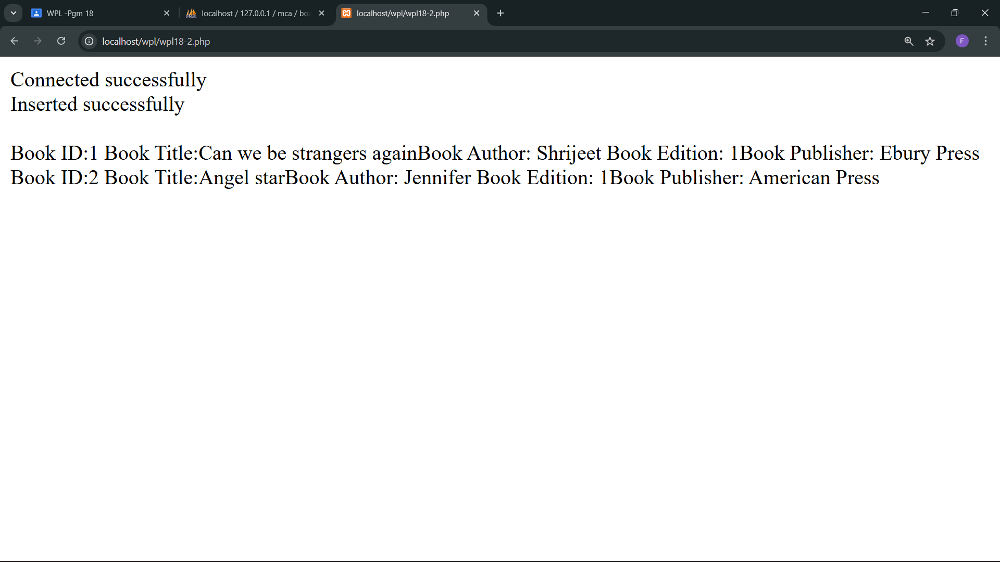 WPL -Pgm 18
localhost / 127.0.0.1 / mca / bo
localhost/wpl/wpl18-2.php
localhost/wpl/wpl18-2.php
F
Connected successfully
Inserted successfully
Book ID:1 Book Title:Can we be strangers againBook Author: Shrijeet Book Edition: 1Book Publisher: Ebury Press
Book ID:2 Book Title:Angel starBook Author: Jennifer Book Edition: 1Book Publisher: American Press